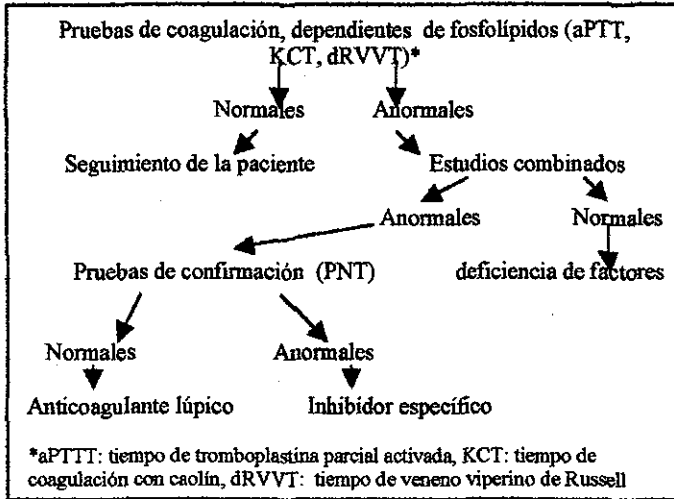 Pruebas de coagulación, dependientes de fosfolípidos (aPTT,
KCT, dRVVT)*
Normales Anormales
Seguimiento de la paciente Estudios combinados
Anormales Normales
Pruebas de confirmación (PNT) deficiencia de factores
Normales Anormales
Anticoagulante lúpico Inhibidor específico
*aPTTT: tiempo de tromboplastina parcial activada, KCT: tiempo de
coagulación con caolín, dRVVT: tiempo de veneno viperino de Russell